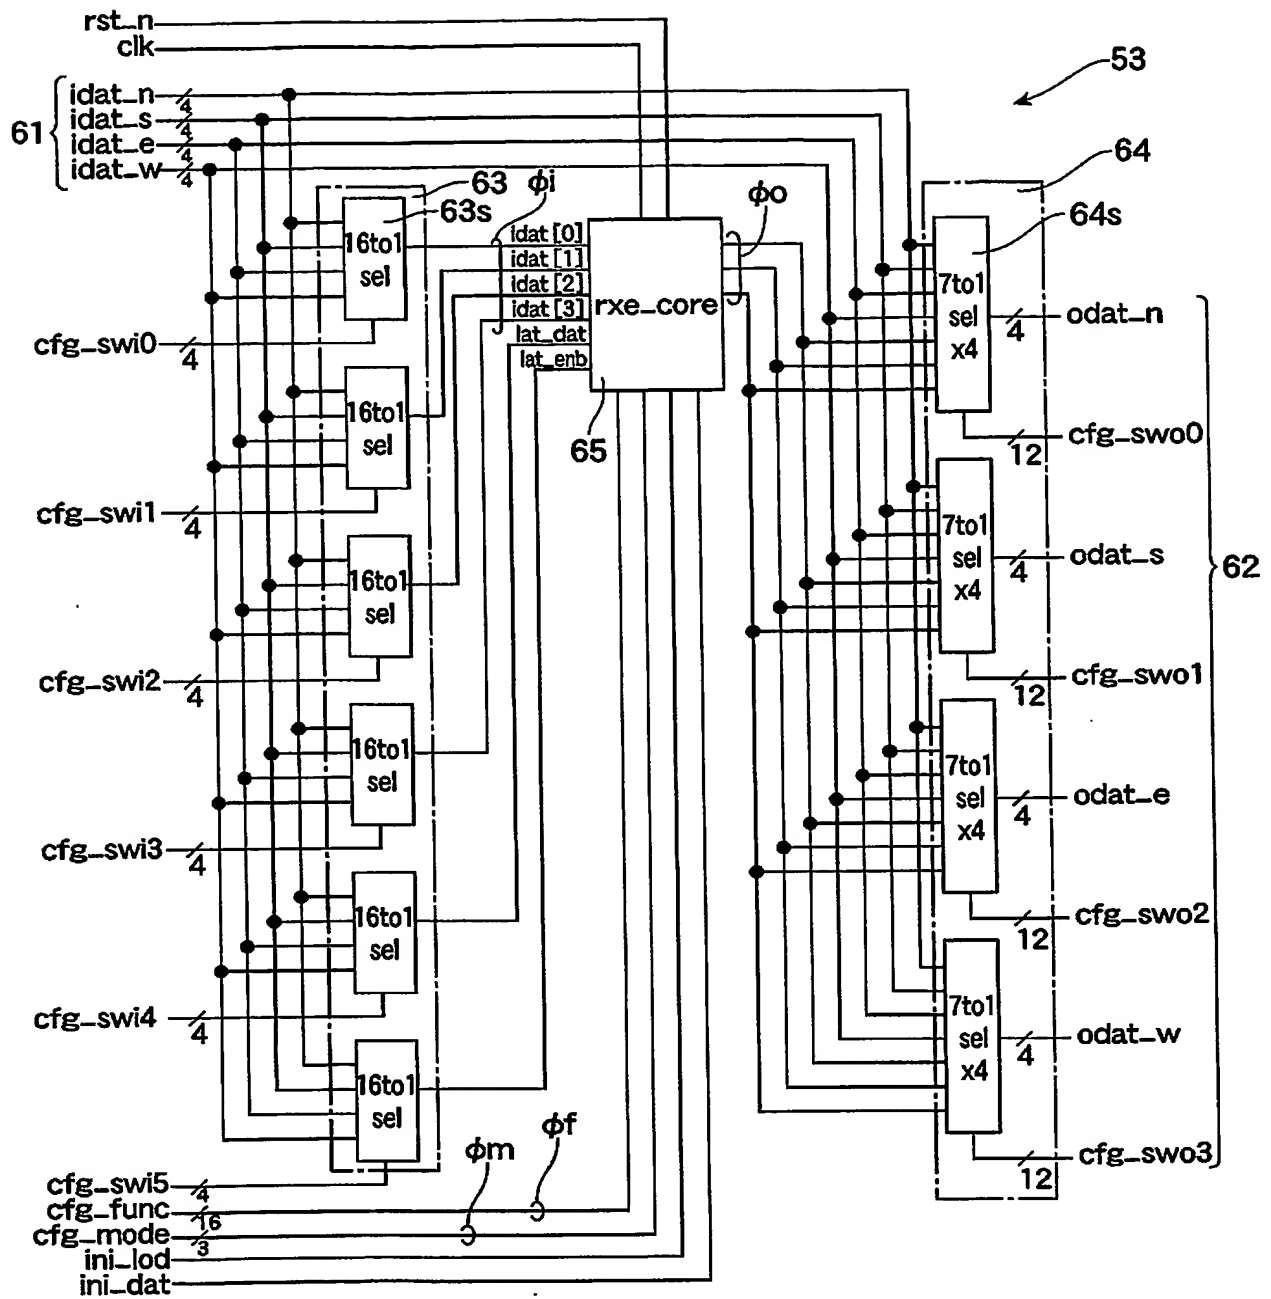 rst_n
clk
53
61
idat_n 4
idat_s 4
idat_e 4
idat_w 4
63
63s
φi
φo
64
64s
16to1
sel
cfg_swi0 4
16to1
sel
cfg_swi1 4
16to1
sel
cfg_swi2 4
16to1
sel
cfg_swi3 4
16to1
sel
cfg_swi4 4
16to1
sel
cfg_swi5 4
cfg_func 16
cfg_mode 3
ini_lod
ini_dat
φm
φf
idat [0]
idat [1]
idat [2]
idat [3]
lat_dat
lat_enb
rxe_core
65
7to1
sel
x4
4 odat_n
12 cfg_swo0
7to1
sel
x4
4 odat_s
12 cfg_swo1
62
7to1
sel
x4
4 odat_e
12 cfg_swo2
7to1
sel
x4
4 odat_w
12 cfg_swo3